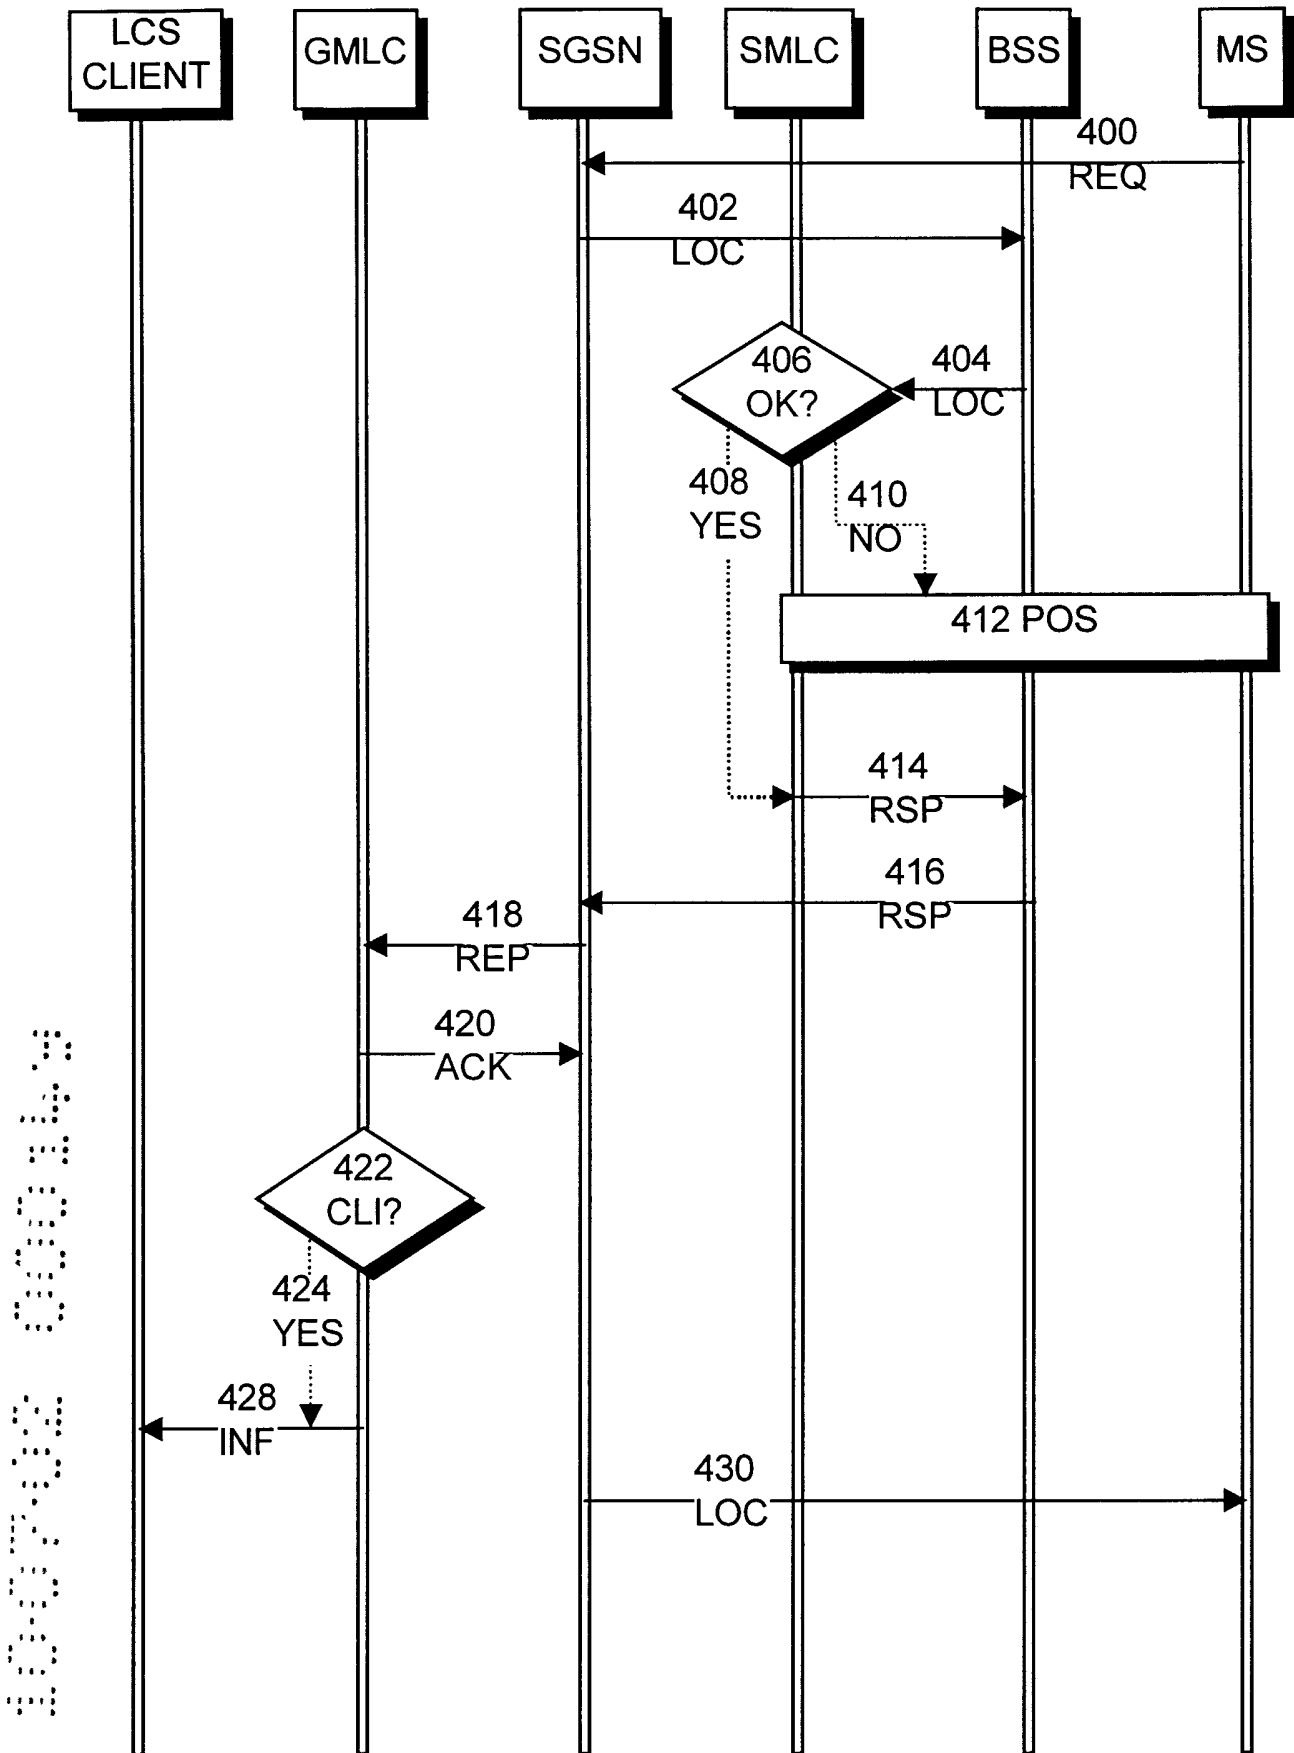 LCS
CLIENT
GMLC
SGSN
SMLC
BSS
MS
400
REQ
402
LOC
406
OK?
404
LOC
408
YES
410
NO
412 POS
414
RSP
416
RSP
418
REP
420
ACK
422
CLI?
424
YES
428
INF
430
LOC